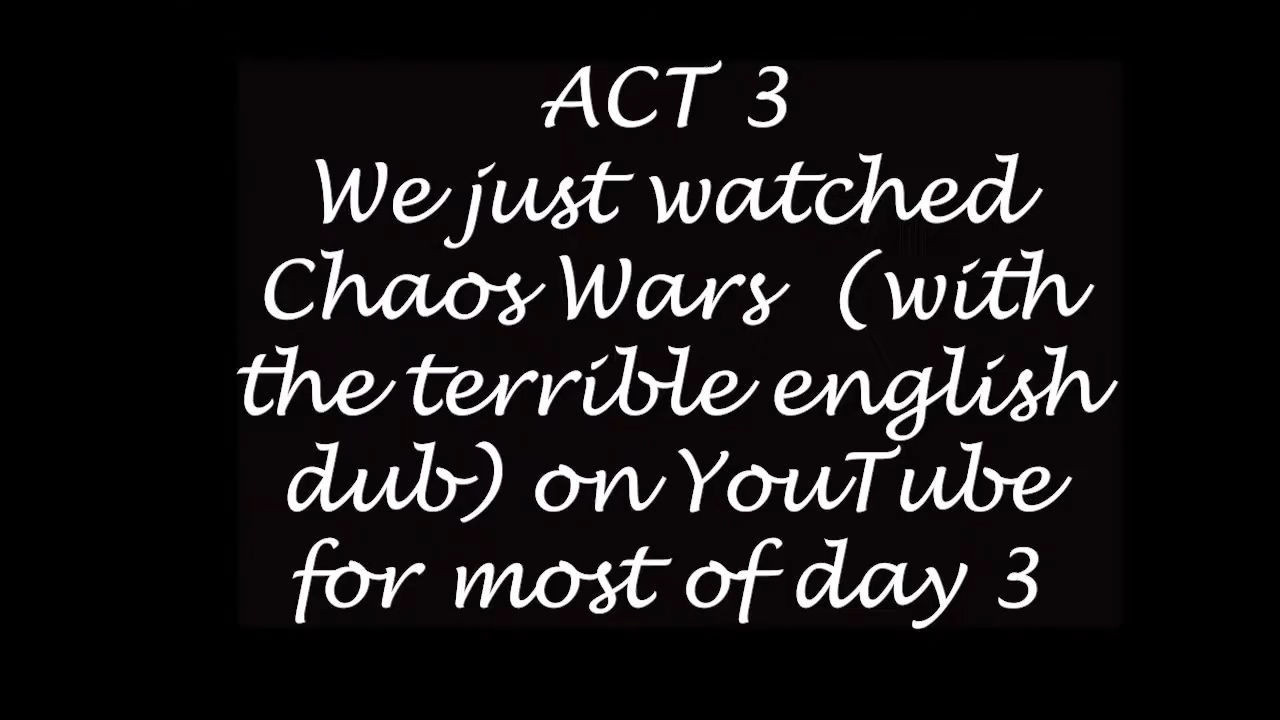 ACT 3
We just watched
Chaos Wars (with
the terrible english
dub) on YouTube
for most of day 3